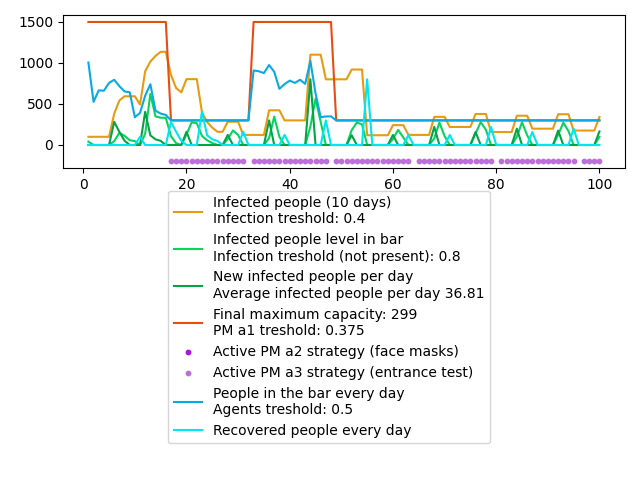 1500
1000
500
0
0
20
40
60
80
100
Infected people (10 days)
Infection treshold: 0.4
Infected people level in bar
Infection treshold (not present): 0.8
New infected people per day
Average infected people per day 36.81
Final maximum capacity: 299
PM a1 treshold: 0.375
Active PM a2 strategy (face masks)
Active PM a3 strategy (entrance test)
People in the bar every day
Agents treshold: 0.5
Recovered people every day